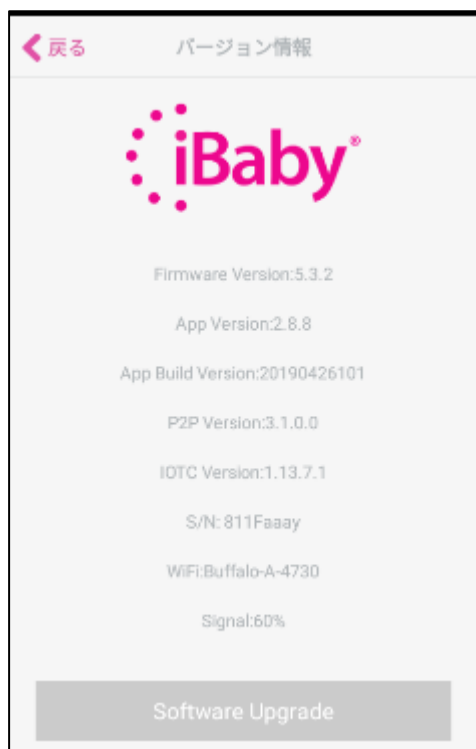 戻る バージョン情報
iBaby®
Firmware Version:5.3.2
App Version:2.8.8
App Build Version:20190426101
P2P Version:3.1.0.0
IOTC Version:1.13.7.1
S/N: 811Faaay
WiFi:Buffalo-A-4730
Signal:60%
Software Upgrade